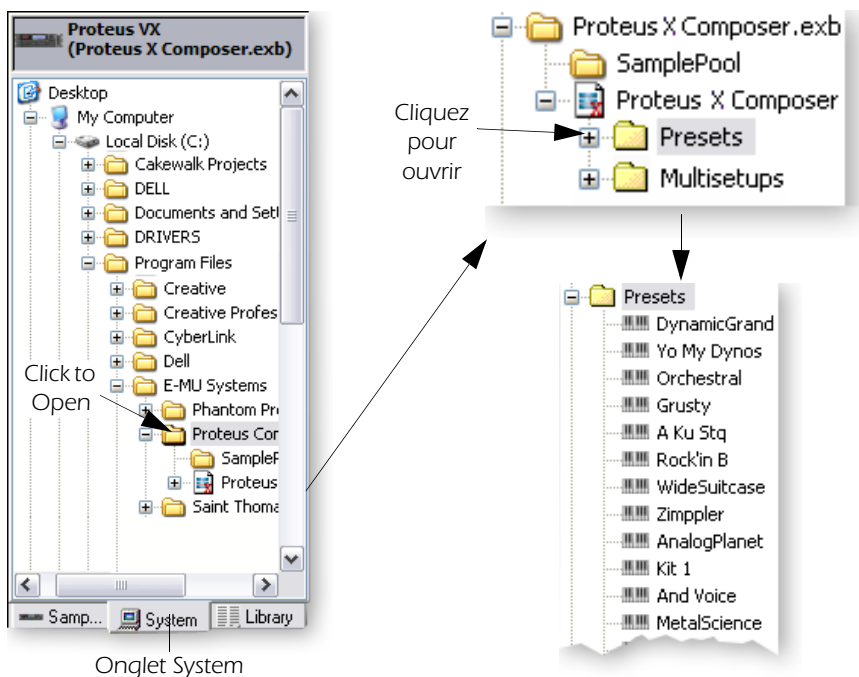 Proteus VX
(Proteus X Composer.exb)
Desktop
My Computer
Local Disk (C:)
Cakewalk Projects
DELL
Documents and Sett
DRIVERS
Program Files
Creative
Creative Profes
CyberLink
Dell
E-MU Systems
Phantom Pr
Proteus Cor
SampleP
Proteus
Saint Thoma
Click to
Open
Samp...
System
Library
Onglet System
Proteus X Composer.exb
SamplePool
Proteus X Composer
Presets
Multisetups
Cliquez
pour
ouvrir
Presets
DynamicGrand
Yo My Dynos
Orchestral
Grusty
A Ku Stq
Rock'in B
WideSuitcase
Zimppler
AnalogPlanet
Kit 1
And Voice
MetalScience